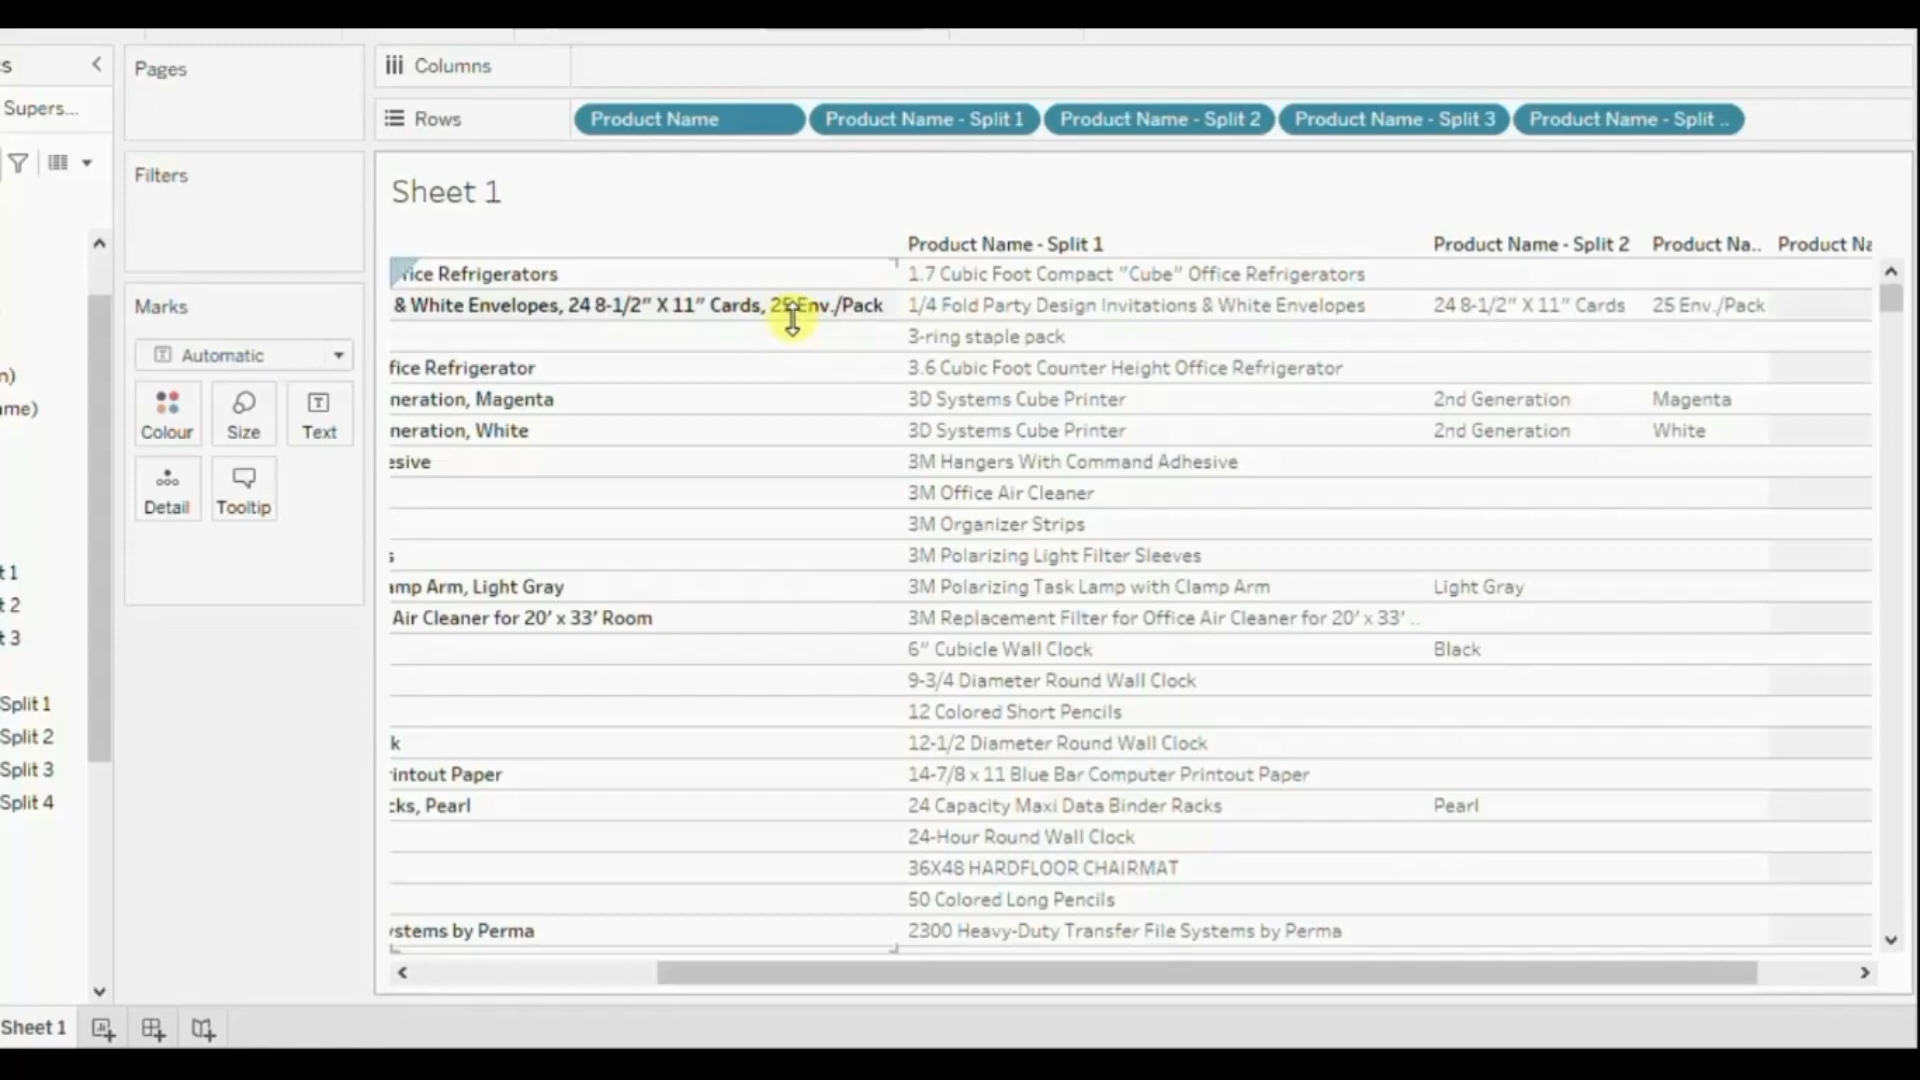 s
Supers...
n)
ame)
t 1
t 2
t 3
Split 1
Split 2
Split 3
Split 4
Pages
Filters
Marks
Automatic
Colour Size Text
Detail Tooltip
Columns
Rows Product Name Product Name - Split 1 Product Name - Split 2 Product Name - Split 3 Product Name - Split ..
Sheet 1
Product Name - Split 1 Product Name - Split 2 Product Na.. Product Na
fice Refrigerators 1.7 Cubic Foot Compact "Cube" Office Refrigerators
& White Envelopes, 24 8-1/2" X 11" Cards, 25 Env./Pack 1/4 Fold Party Design Invitations & White Envelopes 24 8-1/2" X 11" Cards 25 Env./Pack
3-ring staple pack
fice Refrigerator 3.6 Cubic Foot Counter Height Office Refrigerator
neration, Magenta 3D Systems Cube Printer 2nd Generation Magenta
neration, White 3D Systems Cube Printer 2nd Generation White
esive 3M Hangers With Command Adhesive
3M Office Air Cleaner
3M Organizer Strips
s 3M Polarizing Light Filter Sleeves
amp Arm, Light Gray 3M Polarizing Task Lamp with Clamp Arm Light Gray
Air Cleaner for 20' x 33' Room 3M Replacement Filter for Office Air Cleaner for 20' x 33' ..
6" Cubicle Wall Clock Black
9-3/4 Diameter Round Wall Clock
12 Colored Short Pencils
k 12-1/2 Diameter Round Wall Clock
rintout Paper 14-7/8 x 11 Blue Bar Computer Printout Paper
cks, Pearl 24 Capacity Maxi Data Binder Racks Pearl
24-Hour Round Wall Clock
36X48 HARDFLOOR CHAIRMAT
50 Colored Long Pencils
ystems by Perma 2300 Heavy-Duty Transfer File Systems by Perma
Sheet 1